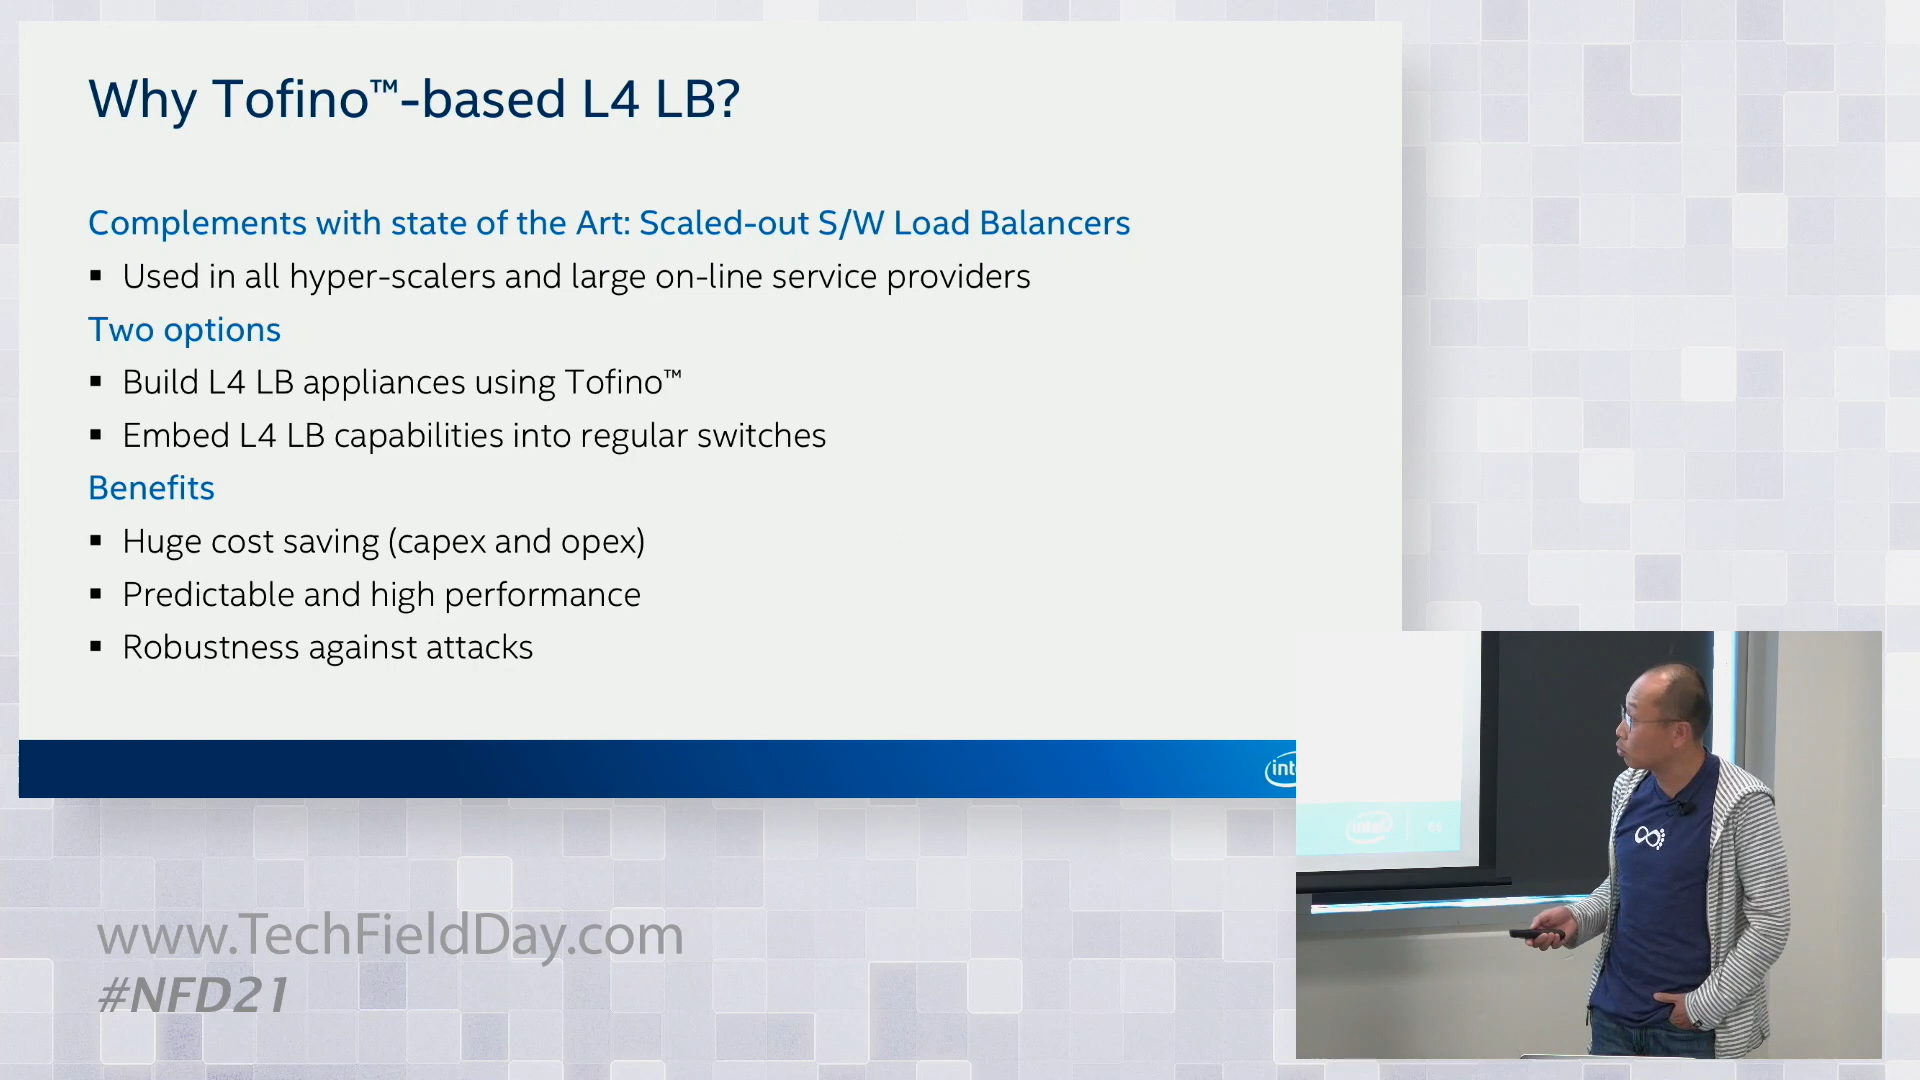 Why Tofino™-based L4 LB?
Complements with state of the Art: Scaled-out S/W Load Balancers
▪ Used in all hyper-scalers and large on-line service providers
Two options
▪ Build L4 LB appliances using Tofino™
▪ Embed L4 LB capabilities into regular switches
Benefits
▪ Huge cost saving (capex and opex)
▪ Predictable and high performance
▪ Robustness against attacks
intel
www.TechFieldDay.com
#NFD21